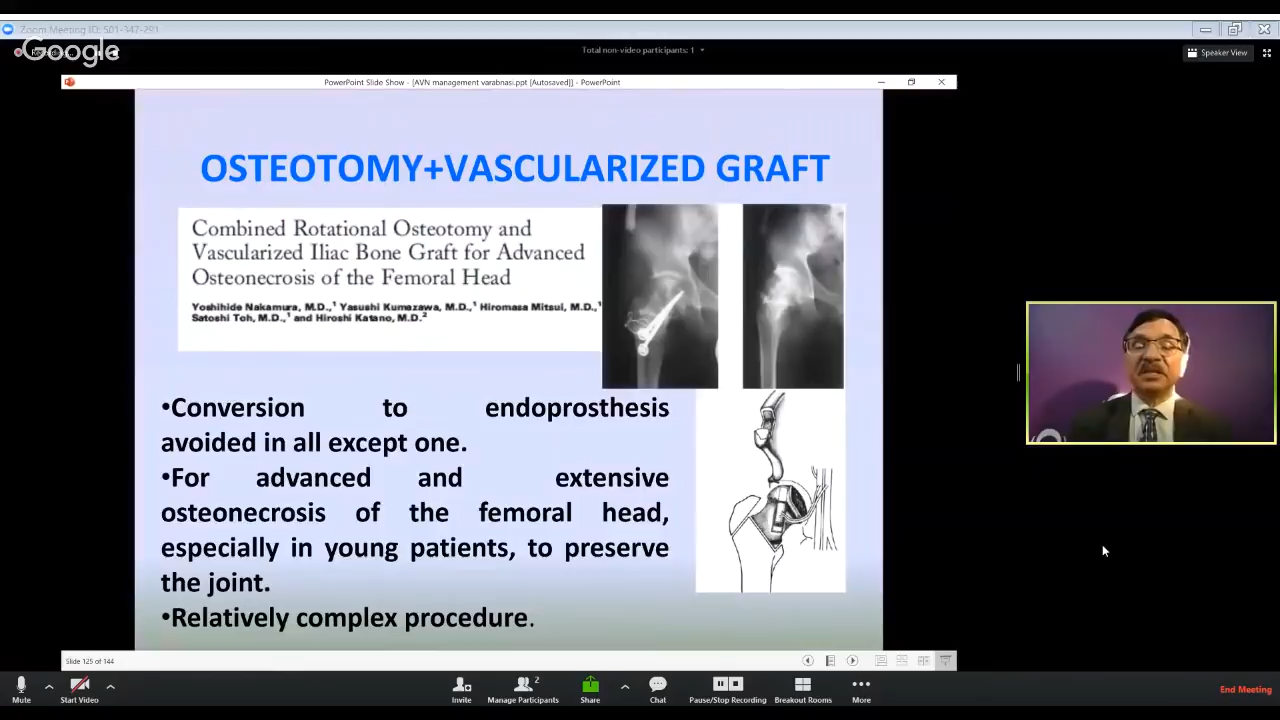 Zoom Meeting ID: 501-347-291
Google
Total non-video participants: 1
Speaker View
PowerPoint Slide Show - [AVN management varabnasi.ppt [Autosaved]] - PowerPoint
OSTEOTOMY+VASCULARIZED GRAFT
Combined Rotational Osteotomy and
Vascularized Iliac Bone Graft for Advanced
Osteonecrosis of the Femoral Head
Yoshihide Nakamura, M.D.,¹ Yasushi Kumazawa, M.D.,¹ Hiromasa Mitsui, M.D.,¹
Satoshi Toh, M.D.,¹ and Hiroshi Katano, M.D.²
•Conversion to endoprosthesis
avoided in all except one.
•For advanced and extensive
osteonecrosis of the femoral head,
especially in young patients, to preserve
the joint.
•Relatively complex procedure.
Slide 125 of 144
Mute
Start Video
Invite
2
Manage Participants
Share
Chat
Pause/Stop Recording
Breakout Rooms
More
End Meeting